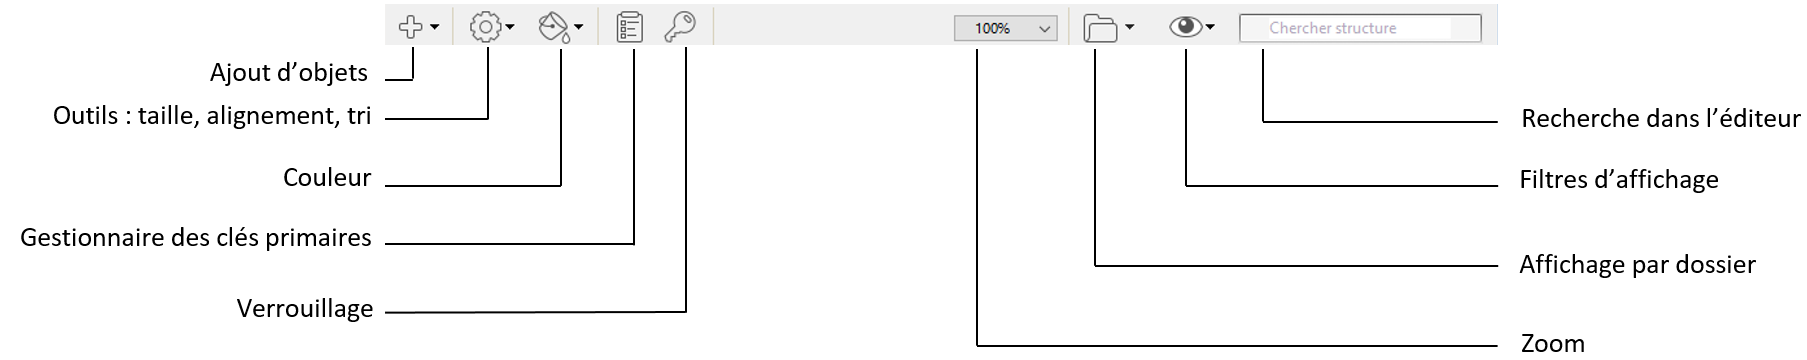 100%
Chercher structure
Ajout d’objets
Outils : taille, alignement, tri
Couleur
Gestionnaire des clés primaires
Verrouillage
Recherche dans l’éditeur
Filtres d’affichage
Affichage par dossier
Zoom